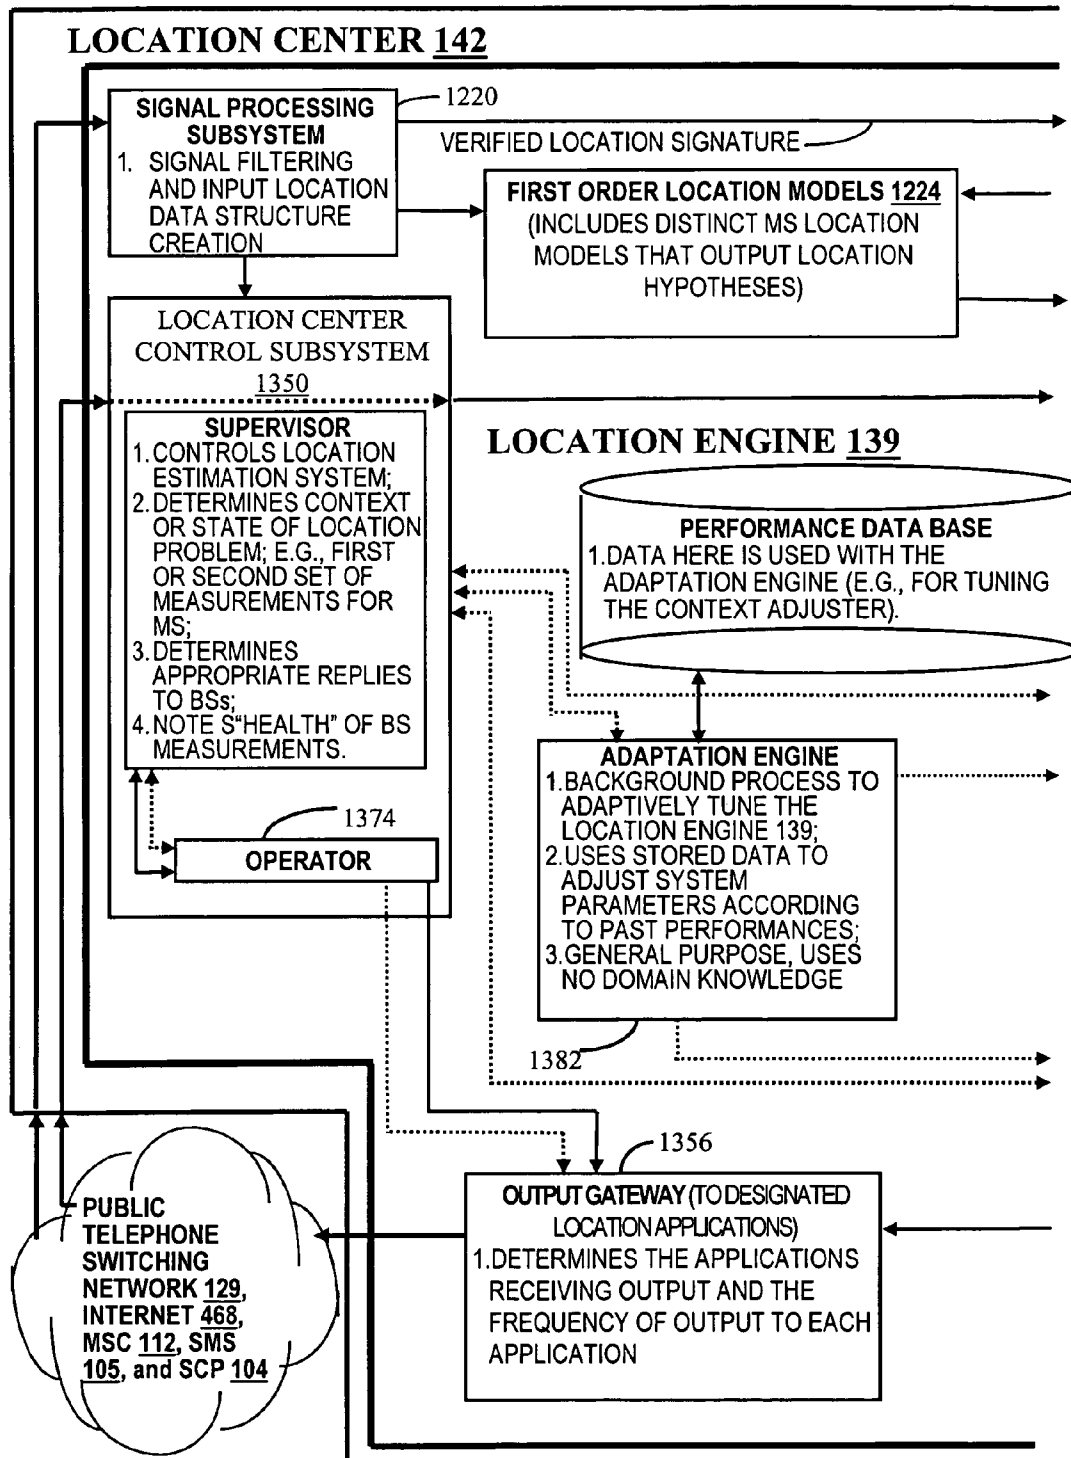 LOCATION CENTER 142
SIGNAL PROCESSING
SUBSYSTEM
1. SIGNAL FILTERING
AND INPUT LOCATION
DATA STRUCTURE
CREATION
1220
VERIFIED LOCATION SIGNATURE
FIRST ORDER LOCATION MODELS 1224
(INCLUDES DISTINCT MS LOCATION
MODELS THAT OUTPUT LOCATION
HYPOTHESES)
LOCATION CENTER
CONTROL SUBSYSTEM
1350
SUPERVISOR
1.CONTROLS LOCATION
ESTIMATION SYSTEM;
2.DETERMINES CONTEXT
OR STATE OF LOCATION
PROBLEM; E.G., FIRST
OR SECOND SET OF
MEASUREMENTS FOR
MS;
3.DETERMINES
APPROPRIATE REPLIES
TO BSs;
4.NOTE S"HEALTH" OF BS
MEASUREMENTS.
1374
OPERATOR
LOCATION ENGINE 139
PERFORMANCE DATA BASE
1.DATA HERE IS USED WITH THE
ADAPTATION ENGINE (E.G., FOR TUNING
THE CONTEXT ADJUSTER).
ADAPTATION ENGINE
1.BACKGROUND PROCESS TO
ADAPTIVELY TUNE THE
LOCATION ENGINE 139;
2.USES STORED DATA TO
ADJUST SYSTEM
PARAMETERS ACCORDING
TO PAST PERFORMANCES;
3.GENERAL PURPOSE, USES
NO DOMAIN KNOWLEDGE
1382
1356
OUTPUT GATEWAY (TO DESIGNATED
LOCATION APPLICATIONS)
1.DETERMINES THE APPLICATIONS
RECEIVING OUTPUT AND THE
FREQUENCY OF OUTPUT TO EACH
APPLICATION
PUBLIC
TELEPHONE
SWITCHING
NETWORK 129,
INTERNET 468,
MSC 112, SMS
105, and SCP 104